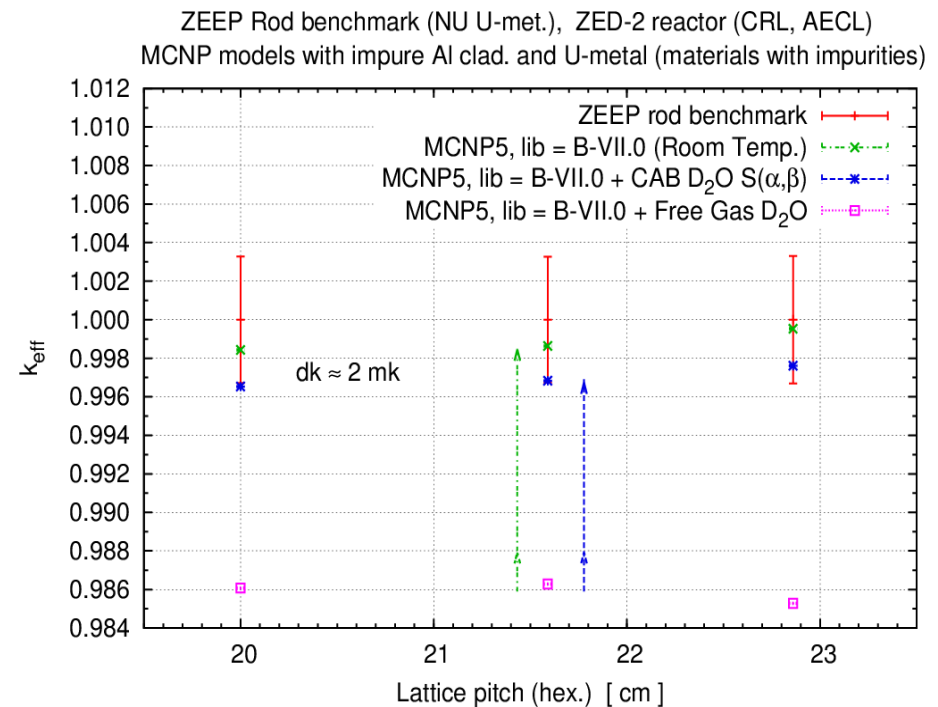 ZEEP Rod benchmark (NU U-met.), ZED-2 reactor (CRL, AECL)
MCNP models with impure Al clad. and U-metal (materials with impurities)
1.012
1.010
1.008
1.006
1.004
1.002
1.000
0.998
0.996
0.994
0.992
0.990
0.988
0.986
0.984
k_eff
ZEEP rod benchmark
MCNP5, lib = B-VII.0 (Room Temp.)
MCNP5, lib = B-VII.0 + CAB D₂O S(α,β)
MCNP5, lib = B-VII.0 + Free Gas D₂O
dk ≈ 2 mk
20 21 22 23
Lattice pitch (hex.) [ cm ]